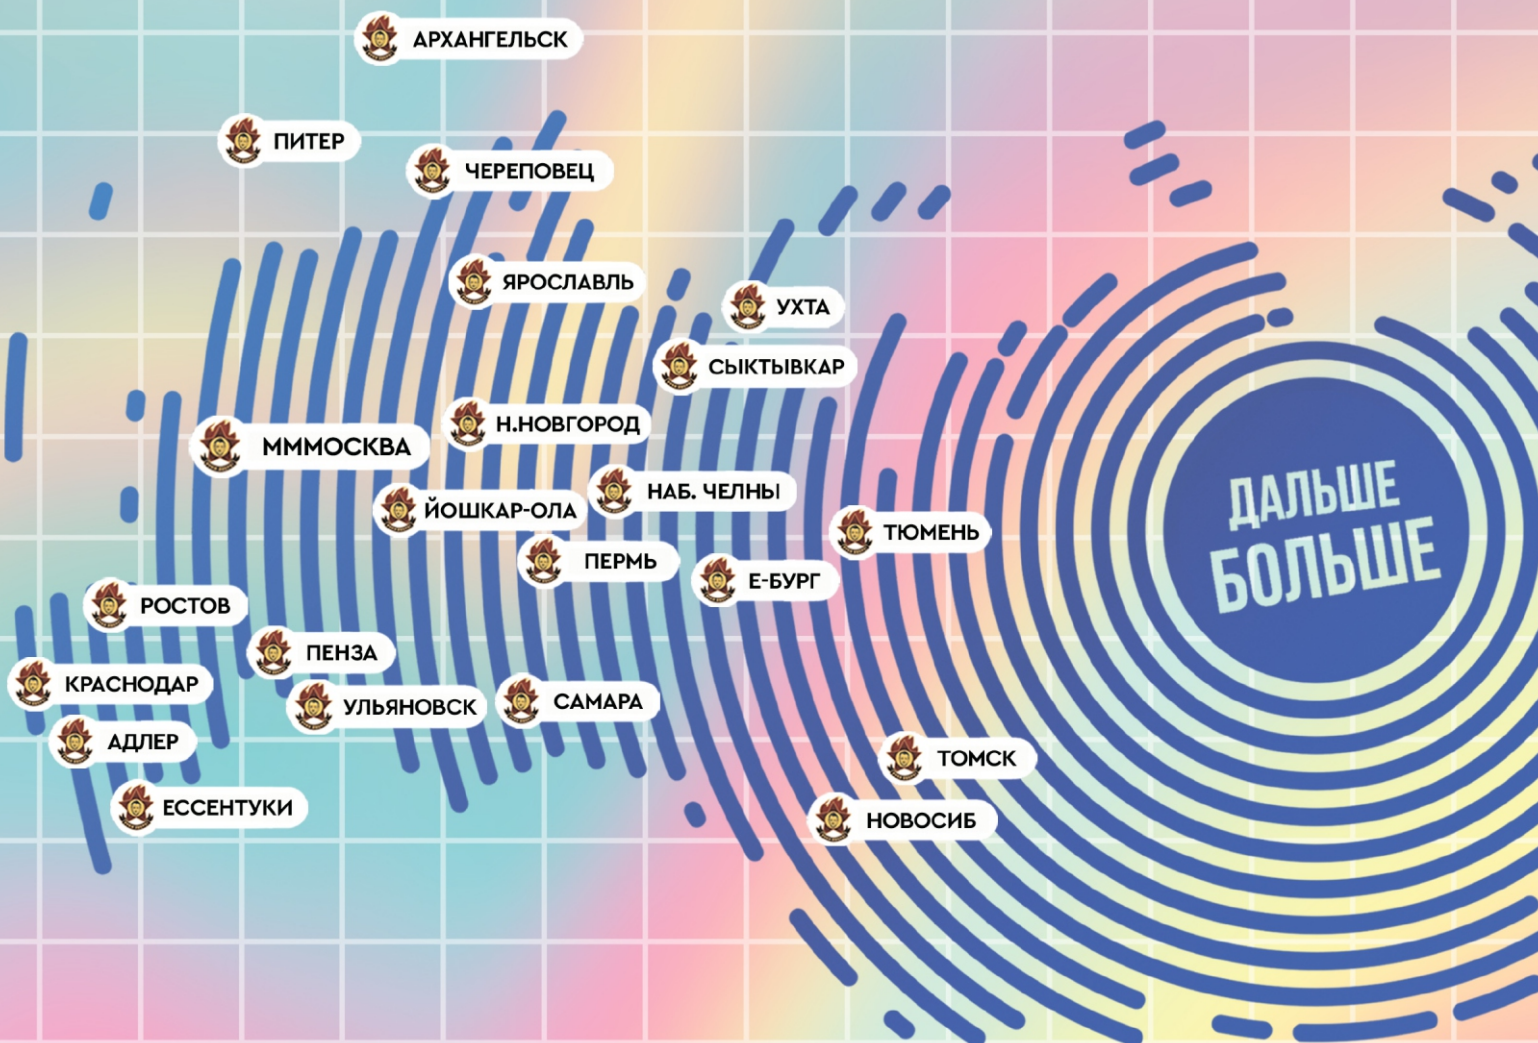 АРХАНГЕЛЬСК
ПИТЕР
ЧЕРЕПОВЕЦ
ЯРОСЛАВЛЬ
УХТА
СЫКТЫВКАР
Н.НОВГОРОД
МММОСКВА
НАБ. ЧЕЛНЫ
ЙОШКАР-ОЛА
ТЮМЕНЬ
ДАЛЬШЕ
БОЛЬШЕ
ПЕРМЬ
Е-БУРГ
РОСТОВ
ПЕНЗА
КРАСНОДАР
УЛЬЯНОВСК
САМАРА
АДЛЕР
ТОМСК
ЕССЕНТУКИ
НОВОСИБ